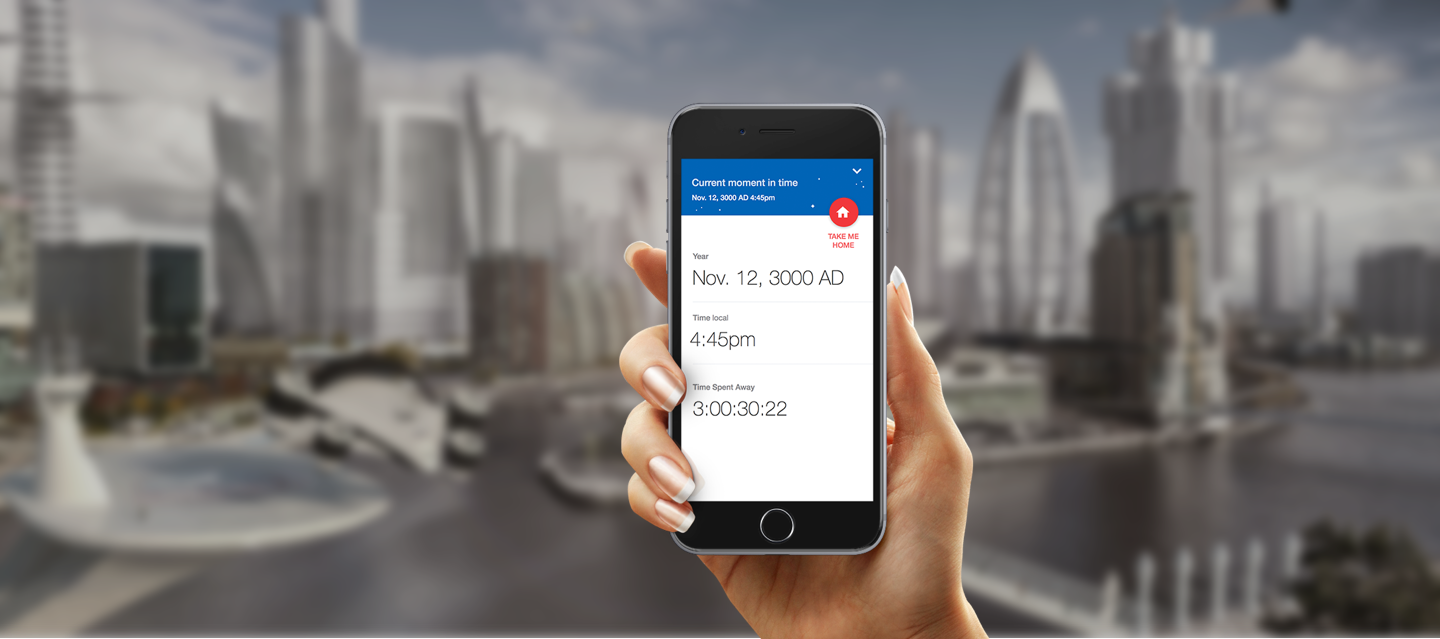 Current moment in time
Nov. 12, 3000 AD 4:45pm
TAKE ME
HOME
Year
Nov. 12, 3000 AD
Time local
4:45pm
Time Spent Away
3:00:30:22